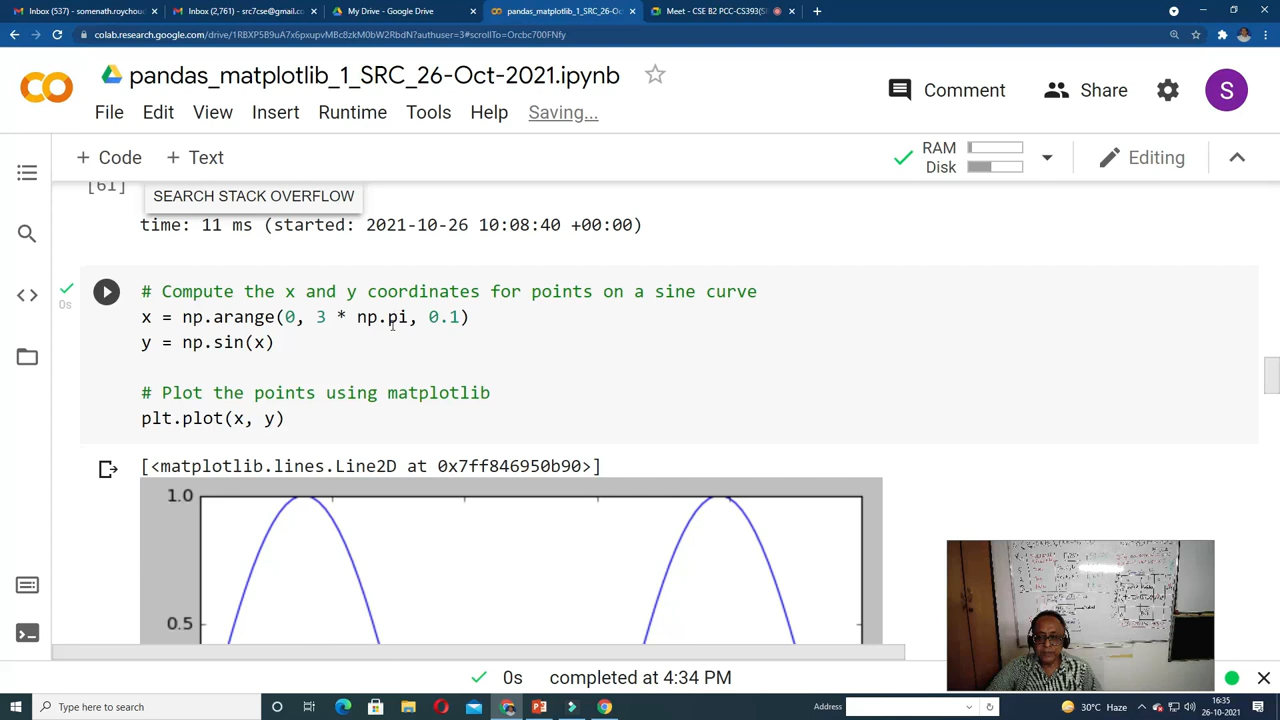 Inbox (537) - somenath.roychou
Inbox (2,761) - src7cse@gmail.co
My Drive - Google Drive
pandas_matplotlib_1_SRC_26-Oc
Meet - CSE B2 PCC-CS393(S
colab.research.google.com/drive/1RBXP5B9uA7x6pxupvMBc8zkM0bW2RbdN?authuser=3#scrollTo=Orcbc700FNfy
pandas_matplotlib_1_SRC_26-Oct-2021.ipynb
File Edit View Insert Runtime Tools Help Saving...
Comment
Share
S
+ Code + Text
RAM
Disk
Editing
[61]
SEARCH STACK OVERFLOW
time: 11 ms (started: 2021-10-26 10:08:40 +00:00)
0s
# Compute the x and y coordinates for points on a sine curve
x = np.arange(0, 3 * np.pi, 0.1)
y = np.sin(x)
# Plot the points using matplotlib
plt.plot(x, y)
[<matplotlib.lines.Line2D at 0x7ff846950b90>]
1.0
0.5
0s completed at 4:34 PM
Type here to search
Address
30°C Haze
16:35
26-10-2021